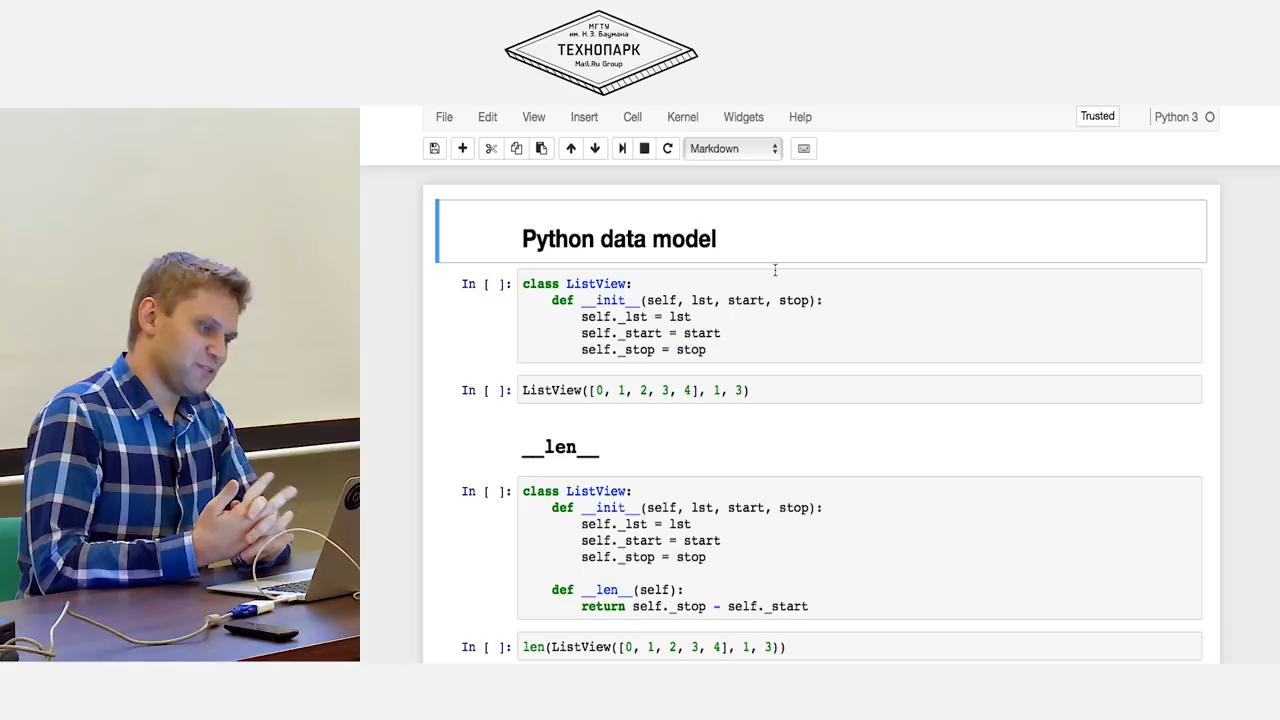 МГТУ
им. Н.Э. Баумана
ТЕХНОПАРК
Mail.Ru Group
File Edit View Insert Cell Kernel Widgets Help Trusted Python 3
Markdown
Python data model
In [ ]: class ListView:
    def __init__(self, lst, start, stop):
        self._lst = lst
        self._start = start
        self._stop = stop
In [ ]: ListView([0, 1, 2, 3, 4], 1, 3)
__len__
In [ ]: class ListView:
    def __init__(self, lst, start, stop):
        self._lst = lst
        self._start = start
        self._stop = stop
    def __len__(self):
        return self._stop - self._start
In [ ]: len(ListView([0, 1, 2, 3, 4], 1, 3))